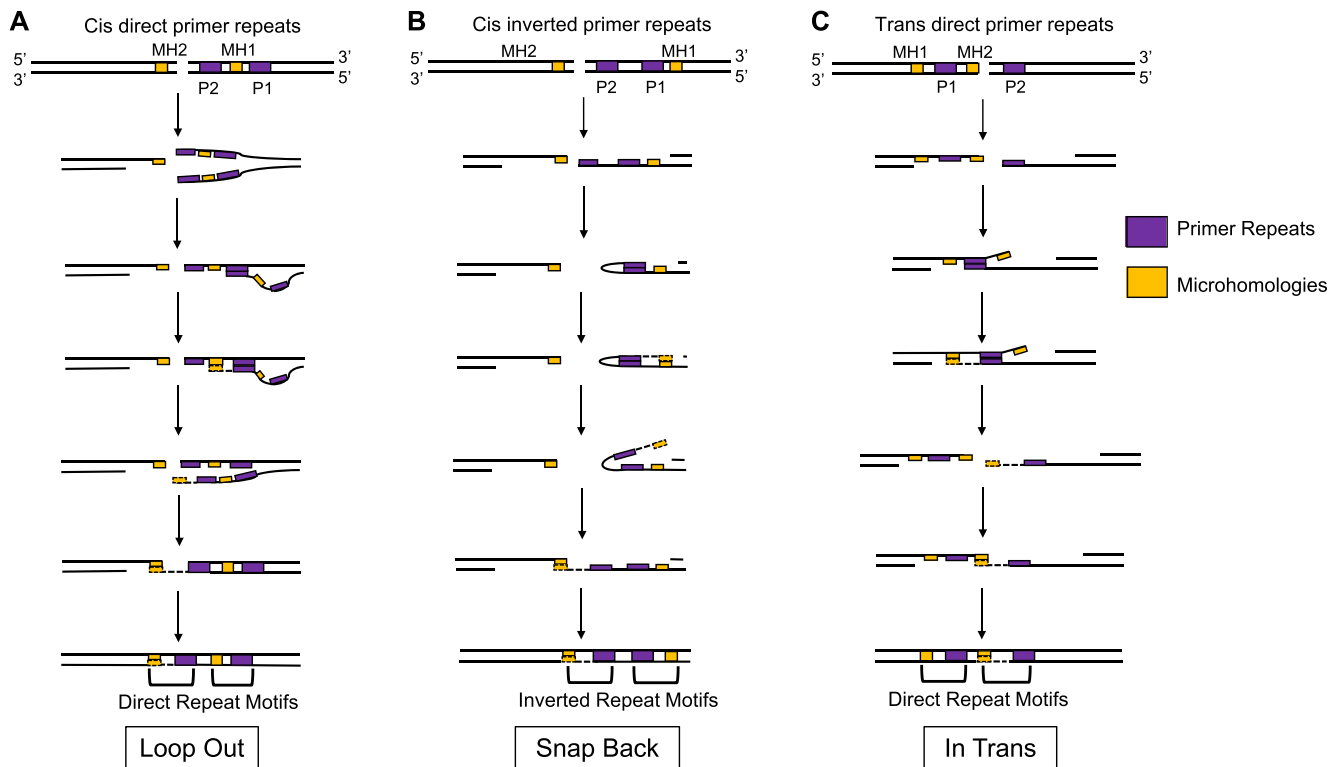 A
Cis direct primer repeats
MH2 MH1
5’ 3’
3’ 5’
P2 P1
Direct Repeat Motifs
Loop Out
B
Cis inverted primer repeats
MH2 MH1
5’ 3’
3’ 5’
P2 P1
Inverted Repeat Motifs
Snap Back
C
Trans direct primer repeats
MH1 MH2
5’ 3’
3’ 5’
P1 P2
Direct Repeat Motifs
In Trans
Primer Repeats
Microhomologies